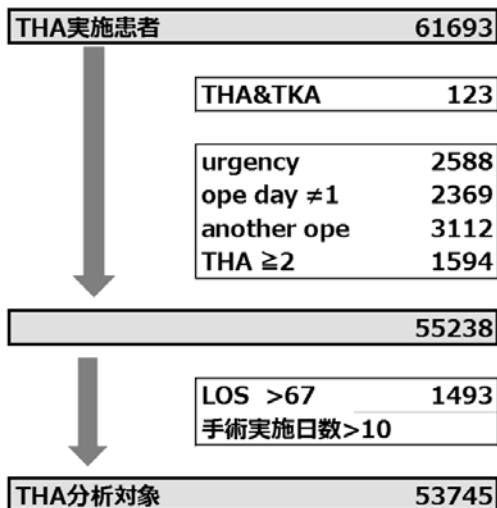 THA実施患者 61693
THA&TKA 123
urgency 2588
ope day ≠1 2369
another ope 3112
THA ≧2 1594
55238
LOS >67 1493
手術実施日数>10
THA分析対象 53745